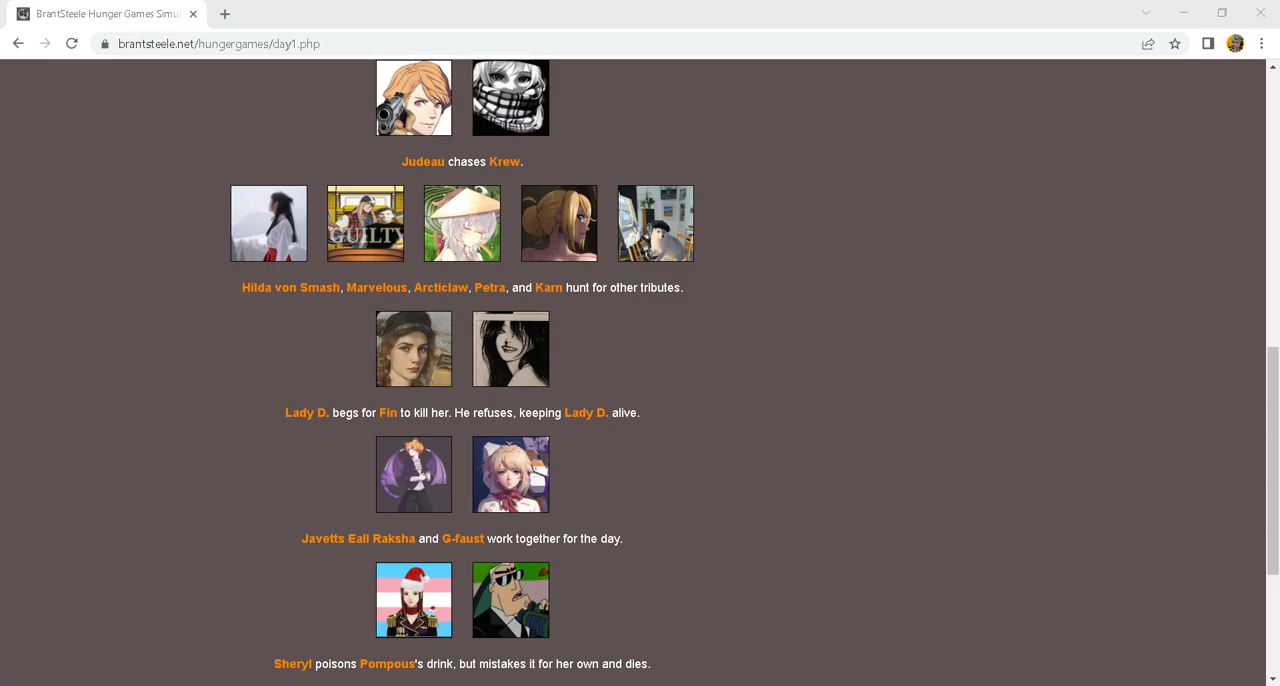 BrantSteele Hunger Games Simu
brantsteele.net/hungergames/day1.php
Judeau chases Krew.
GUILTY
Hilda von Smash, Marvelous, Arcticlaw, Petra, and Karn hunt for other tributes.
Lady D. begs for Fin to kill her. He refuses, keeping Lady D. alive.
Javetts Eall Raksha and G-faust work together for the day.
Sheryl poisons Pompous's drink, but mistakes it for her own and dies.